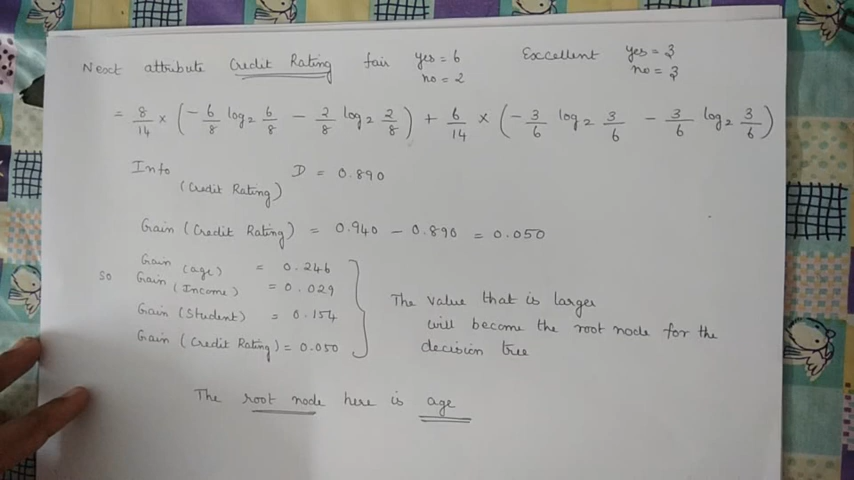 Next attribute Credit Rating fair yes = 6 Excellent yes = 3
no = 2 no = 3
= 8/14 × (-6/8 log2 6/8 - 2/8 log2 2/8) + 6/14 × (-3/6 log2 3/6 - 3/6 log2 3/6)
Info (Credit Rating) D = 0.890
Gain (Credit Rating) = 0.940 - 0.890 = 0.050
so
Gain (age) = 0.246
Gain (Income) = 0.029
Gain (Student) = 0.154
Gain (Credit Rating) = 0.050
The value that is larger
will become the root node for the
decision tree
The root node here is age